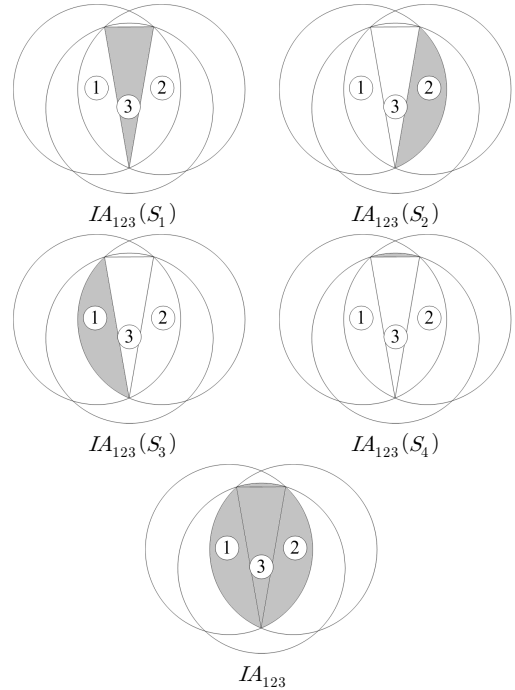 1 2 1 2
3 3
IA₁₂₃(S₁) IA₁₂₃(S₂)
1 2 1 2
3 3
IA₁₂₃(S₃) IA₁₂₃(S₄)
1 2
3
IA₁₂₃